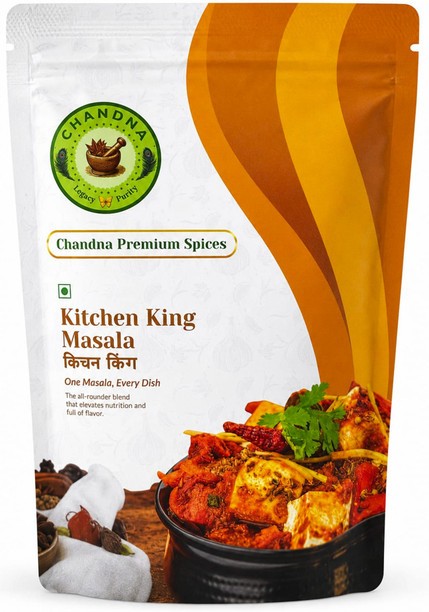 CHANDNA
Legacy Purity
Chandna Premium Spices
Kitchen King
Masala
किचन किंग
One Masala, Every Dish
The all-rounder blend
that elevates nutrition and
full of flavor.